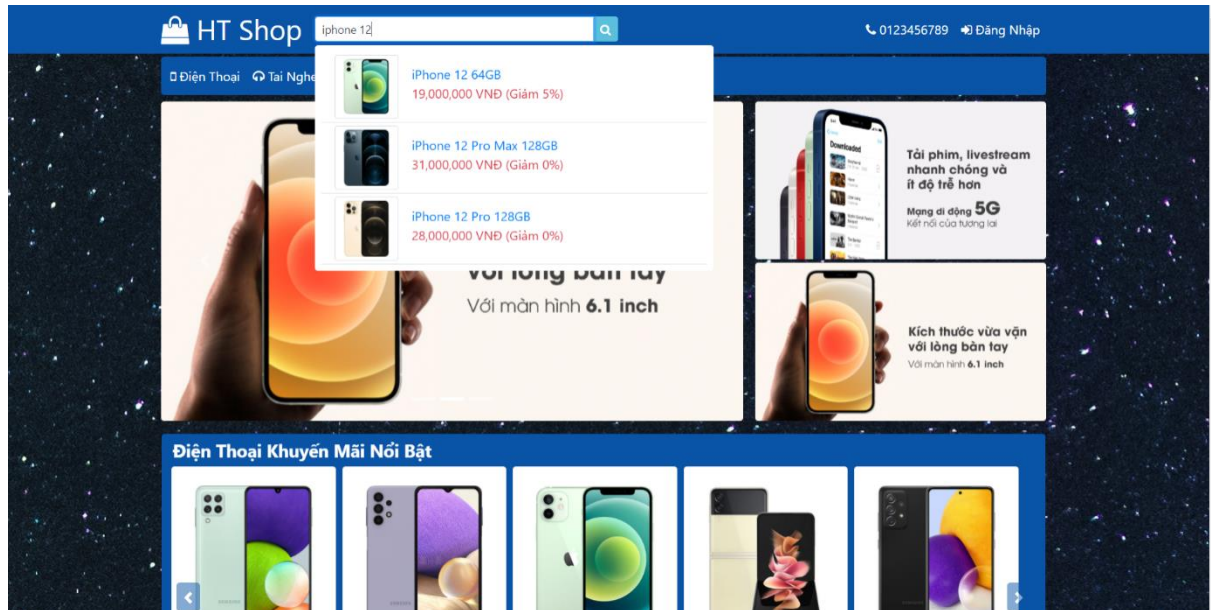 HT Shop
iphone 12
0123456789 Đăng Nhập
Điện Thoại Tai Nghe
iPhone 12 64GB
19,000,000 VNĐ (Giảm 5%)
iPhone 12 Pro Max 128GB
31,000,000 VNĐ (Giảm 0%)
iPhone 12 Pro 128GB
28,000,000 VNĐ (Giảm 0%)
với lòng bàn tay
Với màn hình 6.1 inch
Downloaded
Tải phim, livestream
nhanh chóng và
ít độ trễ hơn
Mạng di động 5G
Kết nối của tương lai
Kích thước vừa vặn
với lòng bàn tay
Với màn hình 6.1 inch
Điện Thoại Khuyến Mãi Nổi Bật